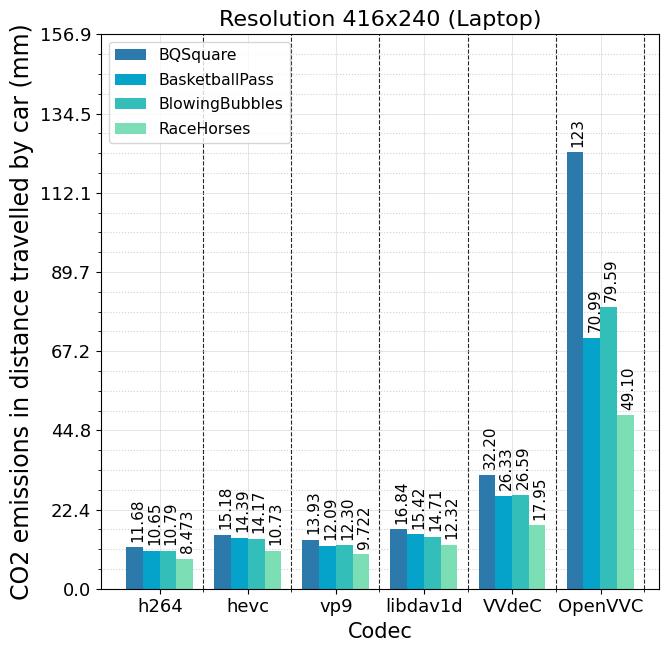 Resolution 416x240 (Laptop)
CO2 emissions in distance travelled by car (mm)
156.9
134.5
112.1
89.7
67.2
44.8
22.4
0.0
BQSquare
BasketballPass
BlowingBubbles
RaceHorses
11.68
10.65
10.79
8.473
15.18
14.39
14.17
10.73
13.93
12.09
12.30
9.722
16.84
15.42
14.71
12.32
32.20
26.33
26.59
17.95
123
70.99
79.59
49.10
h264
hevc
vp9
libdav1d
VVdeC
OpenVVC
Codec